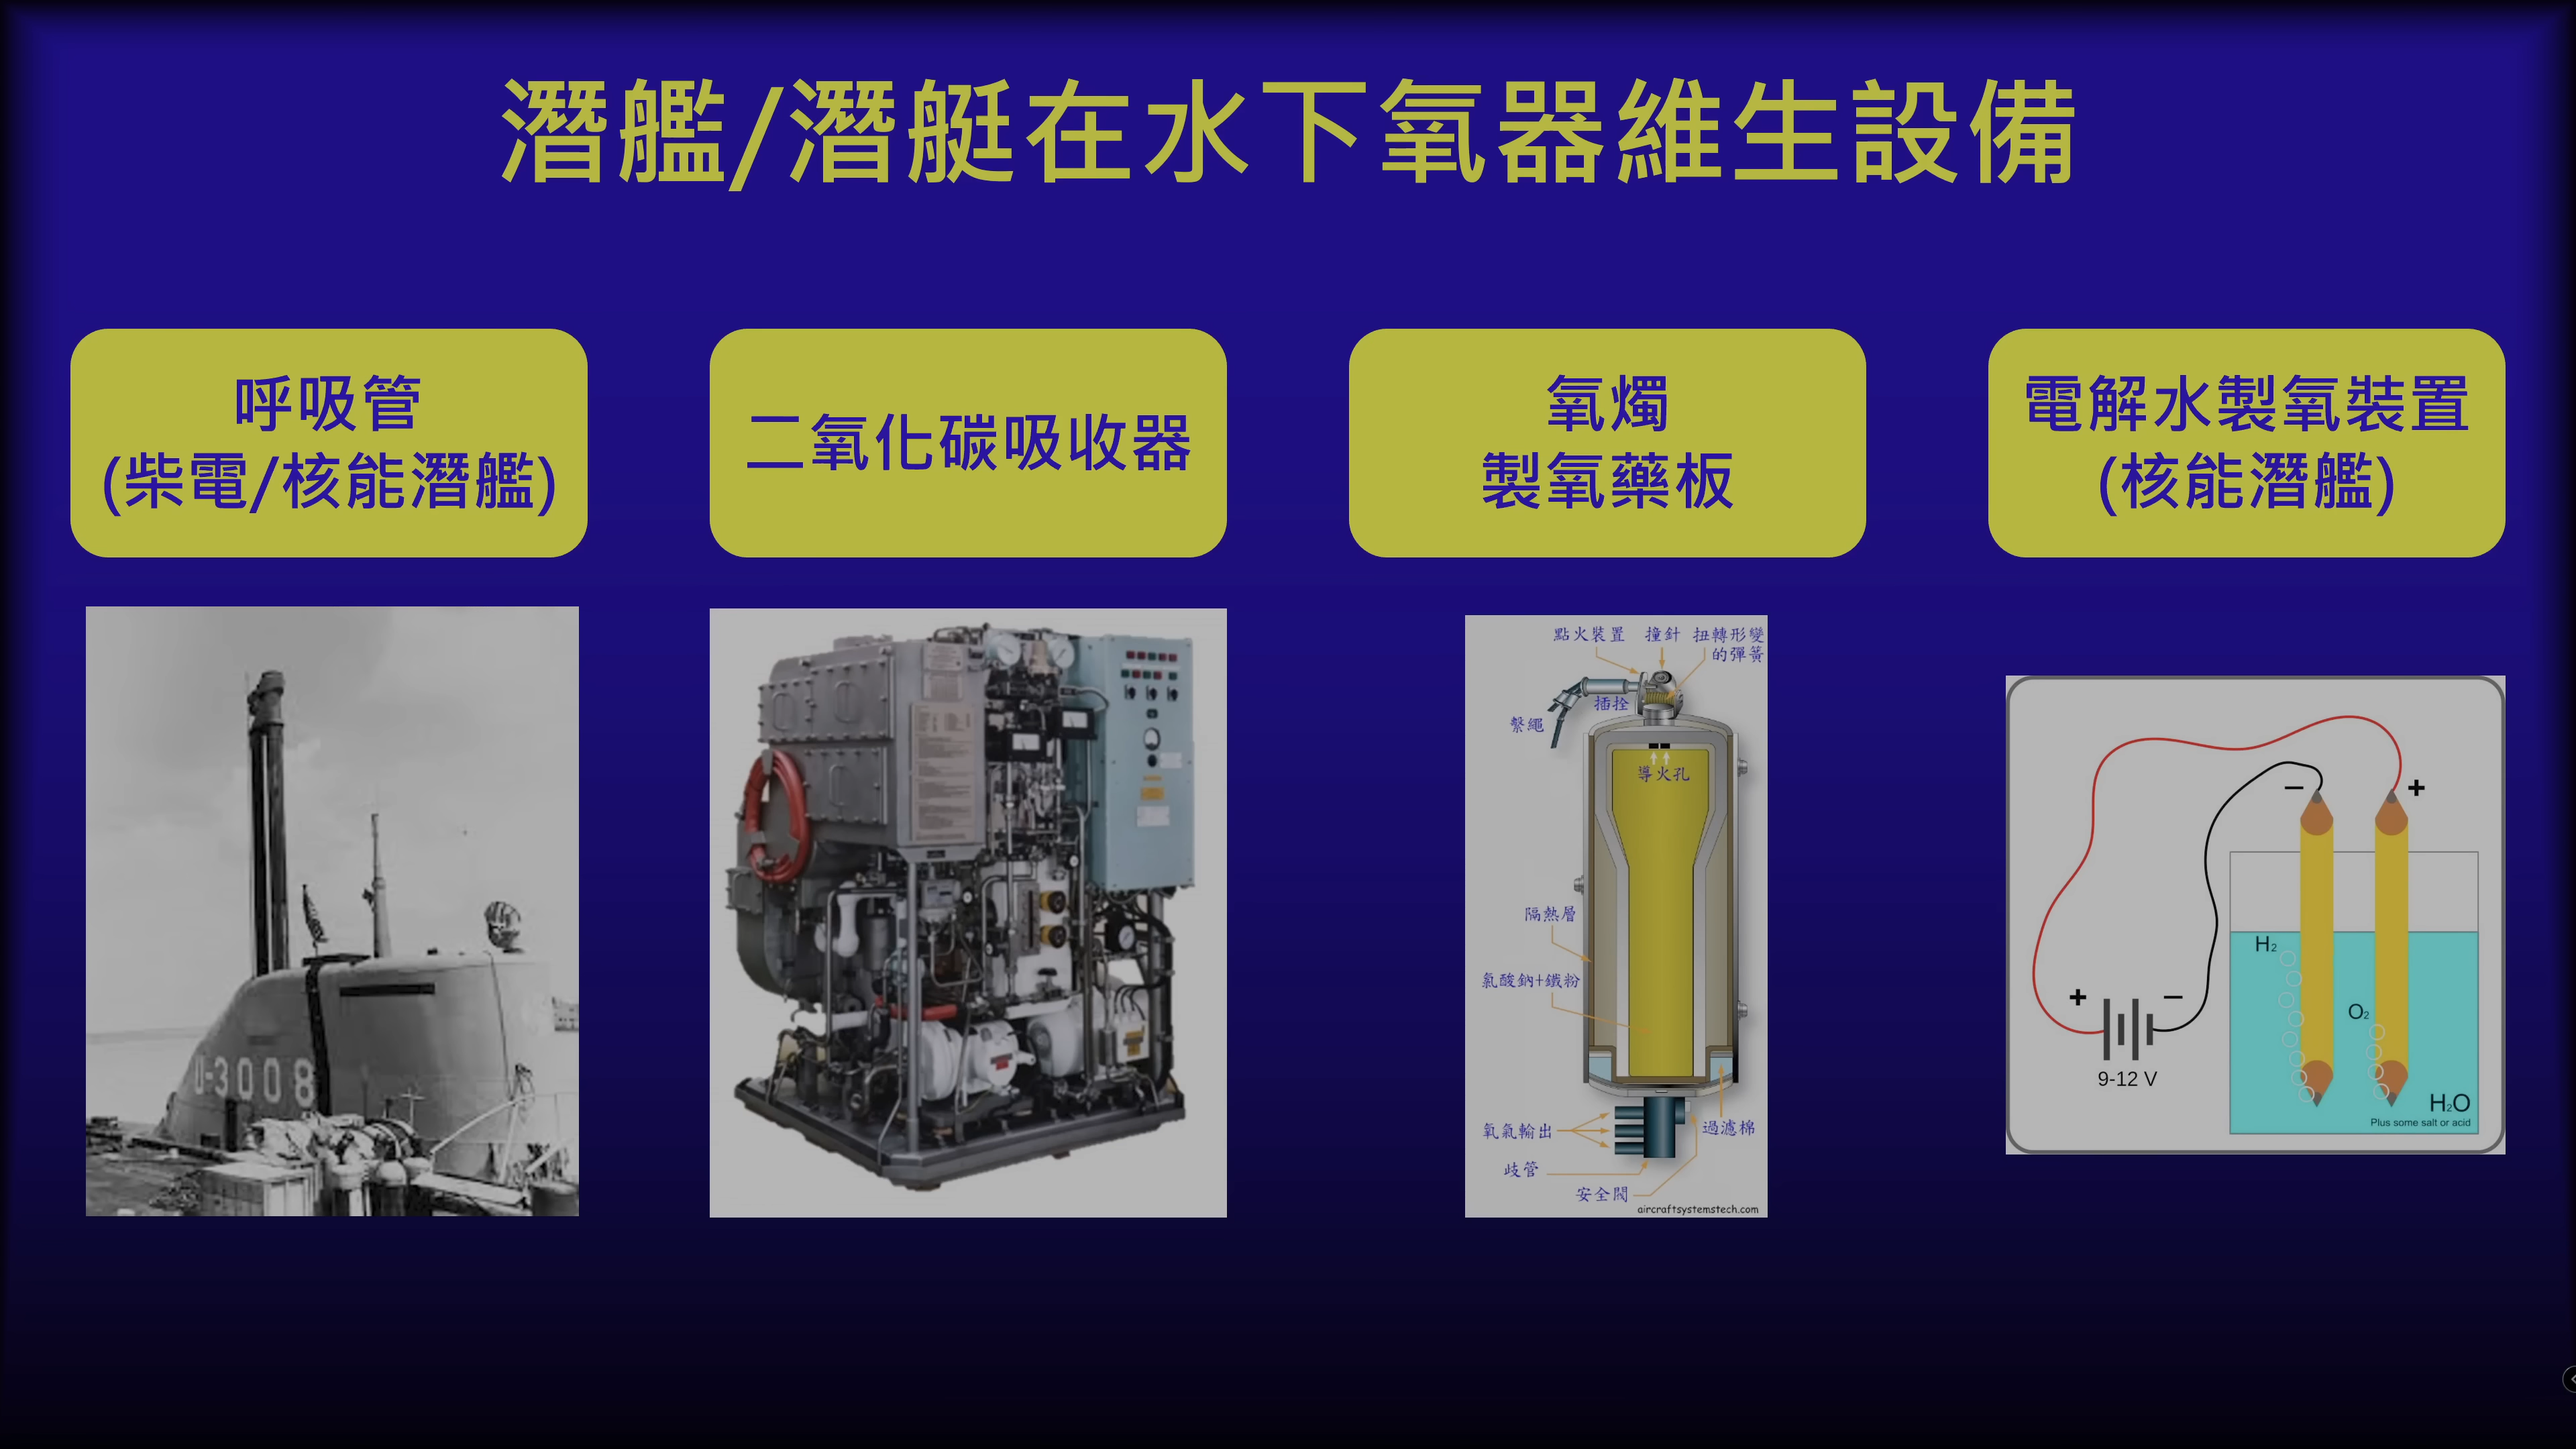 潛艦/潛艇在水下氧器維生設備
呼吸管
(柴電/核能潛艦)
二氧化碳吸收器
氧燭
製氧藥板
電解水製氧裝置
(核能潛艦)
U-3008
點火裝置
撞針
扭轉形變
的彈簧
插栓
繫繩
導火孔
隔熱層
氯酸鈉+鐵粉
氧氣輸出
過濾棉
歧管
安全閥
aircraftsystemstech.com
−
+
H₂
+
−
O₂
9-12 V
H₂O
Plus some salt or acid